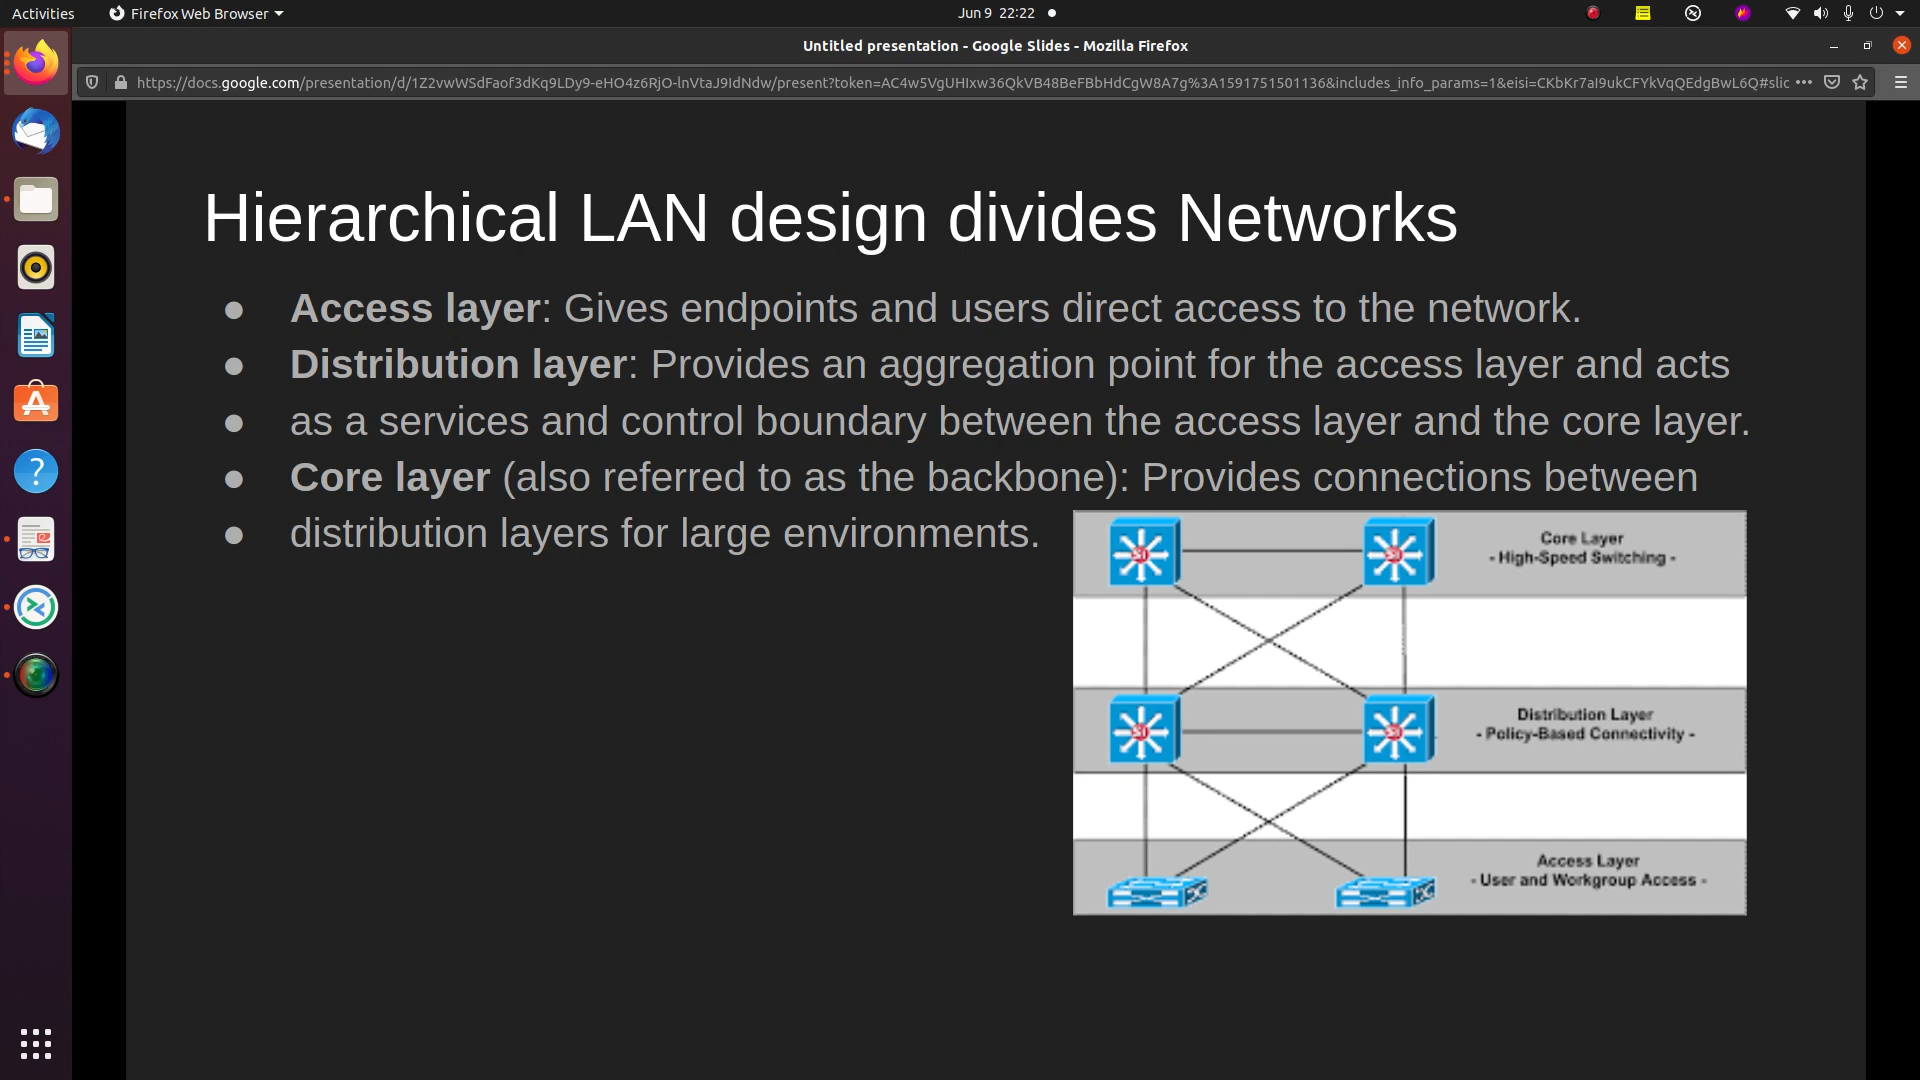 Activities
Firefox Web Browser
Jun 9 22:22
Untitled presentation - Google Slides - Mozilla Firefox
https://docs.google.com/presentation/d/1Z2vwWSdFaof3dKq9LDy9-eHO4z6RjO-lnVtaJ9IdNdw/present?token=AC4w5VgUHIxw36QkVB48BeFBbHdCgW8A7g%3A1591751501136&includes_info_params=1&eisi=CKbKr7aI9ukCFYkVqQEdgBwL6Q#slic
Hierarchical LAN design divides Networks
● Access layer: Gives endpoints and users direct access to the network.
● Distribution layer: Provides an aggregation point for the access layer and acts
● as a services and control boundary between the access layer and the core layer.
● Core layer (also referred to as the backbone): Provides connections between
● distribution layers for large environments.
Core Layer
- High-Speed Switching -
Distribution Layer
- Policy-Based Connectivity -
Access Layer
- User and Workgroup Access -